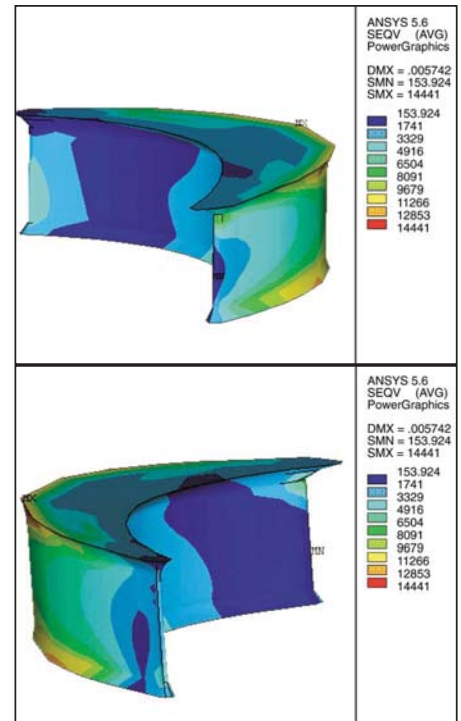 ANSYS 5.6
SEQV (AVG)
PowerGraphics
DMX = .005742
SMN = 153.924
SMX = 14441
153.924
1741
3329
4916
6504
8091
9679
11266
12853
14441
ANSYS 5.6
SEQV (AVG)
PowerGraphics
DMX = .005742
SMN = 153.924
SMX = 14441
153.924
1741
3329
4916
6504
8091
9679
11266
12853
14441
MN